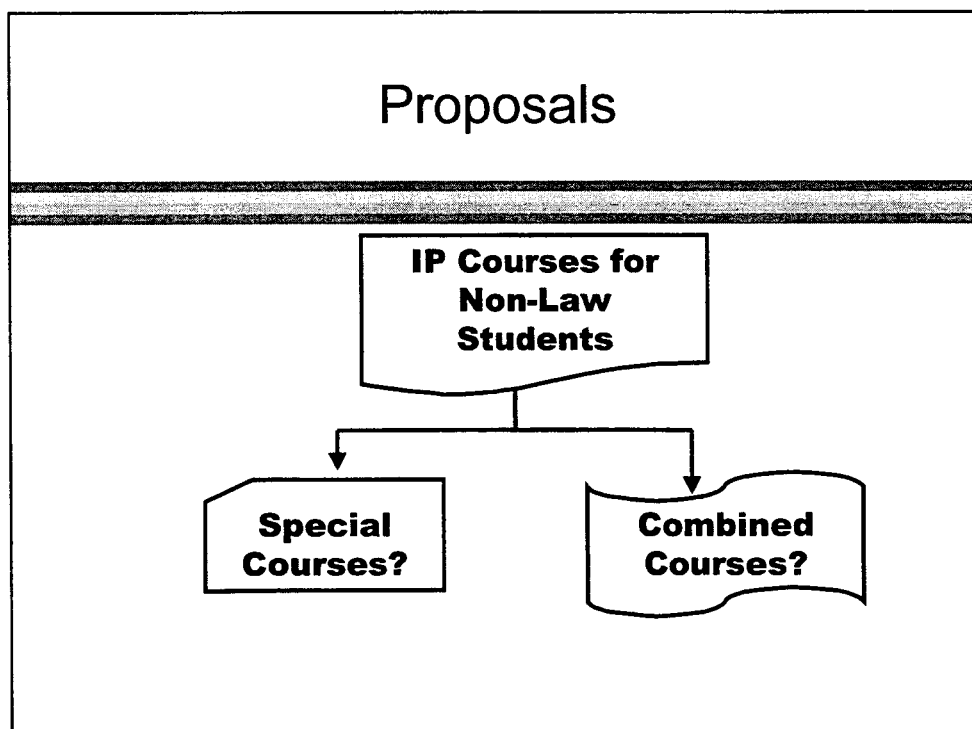 Proposals
IP Courses for
Non-Law
Students
Special
Courses?
Combined
Courses?